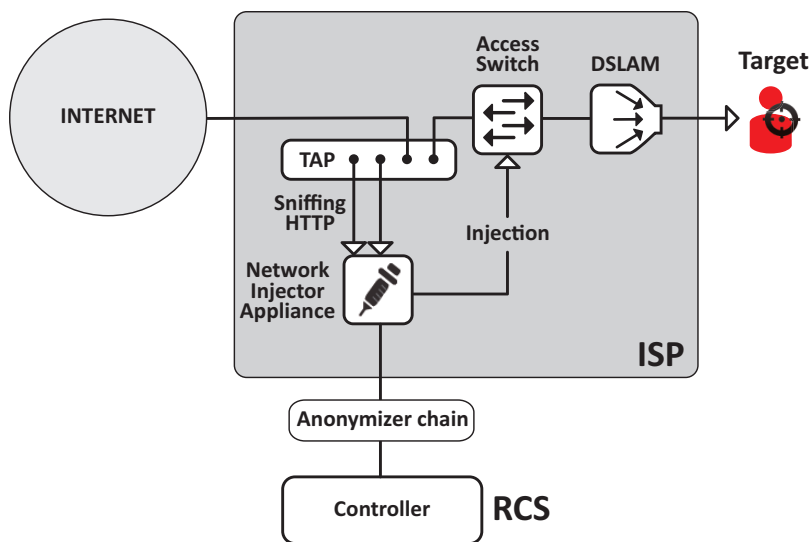 Access
Switch
DSLAM
Target
INTERNET
TAP
Sniffing
HTTP
Injection
Network
Injector
Appliance
ISP
Anonymizer chain
Controller
RCS